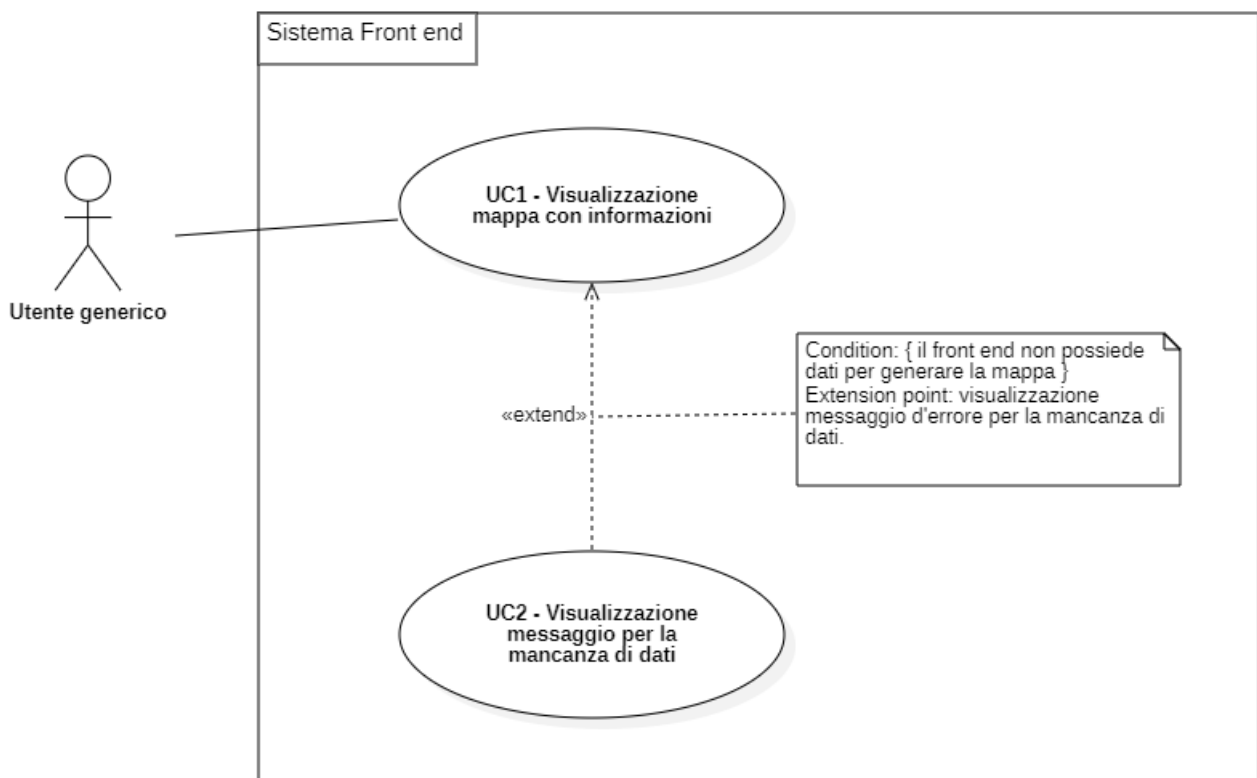 Sistema Front end
UC1 - Visualizzazione
mappa con informazioni
Utente generico
Condition: { il front end non possiede
dati per generare la mappa }
Extension point: visualizzazione
messaggio d'errore per la mancanza di
dati.
«extend»
UC2 - Visualizzazione
messaggio per la
mancanza di dati